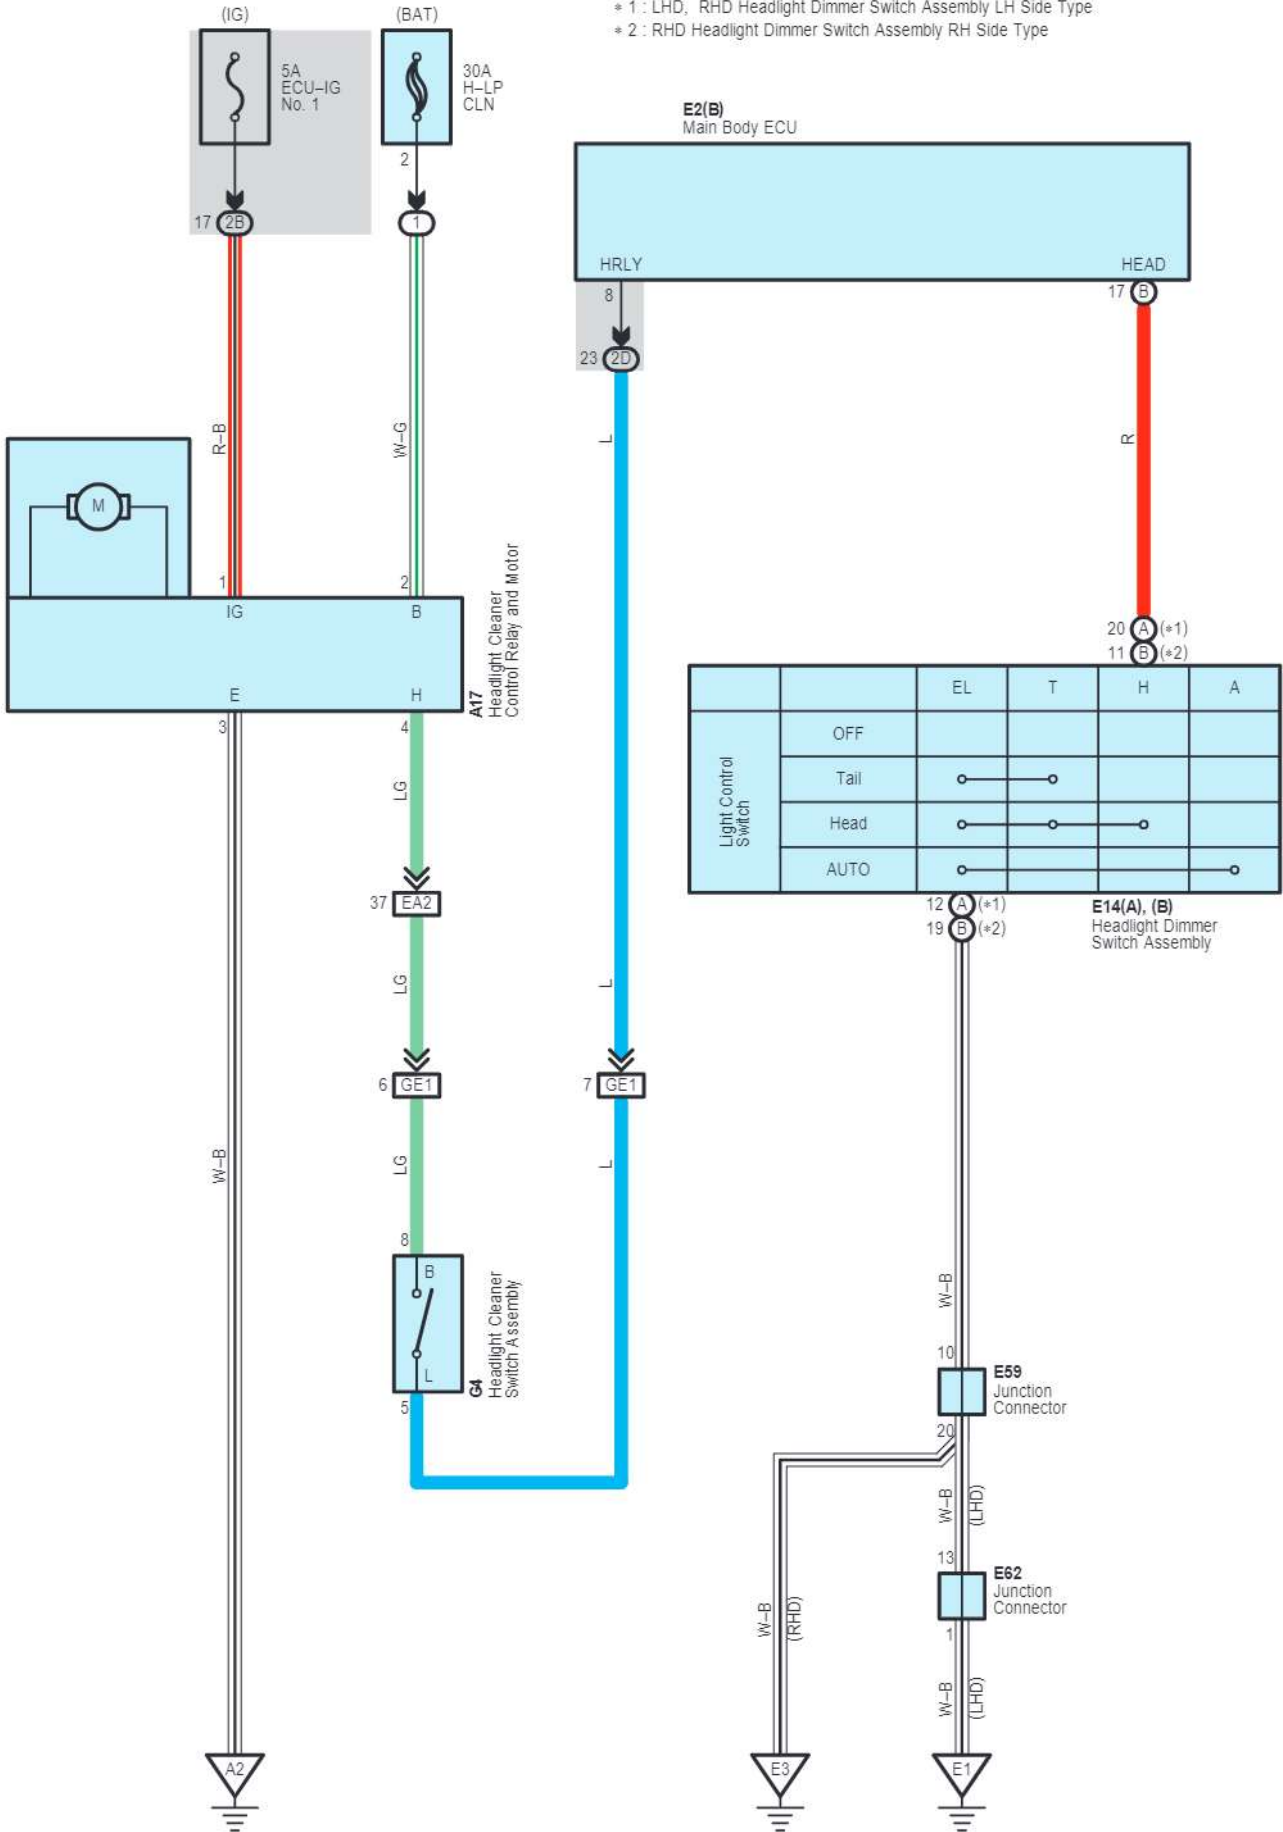 ∗ 1 : LHD, RHD Headlight Dimmer Switch Assembly LH Side Type
∗ 2 : RHD Headlight Dimmer Switch Assembly RH Side Type
(IG)
(BAT)
5A
ECU–IG
No. 1
30A
H–LP
CLN
2
17
2B
1
E2(B)
Main Body ECU
HRLY
HEAD
8
17
B
23
2D
R–B
W–G
L
R
M
1
2
IG
B
E
H
A17
Headlight Cleaner
Control Relay and Motor
3
4
20
A
(∗1)
11
B
(∗2)
EL
T
H
A
Light Control
Switch
OFF
Tail
Head
AUTO
12
A
(∗1)
19
B
(∗2)
E14(A), (B)
Headlight Dimmer
Switch Assembly
LG
37
EA2
LG
L
6
GE1
7
GE1
W–B
LG
L
8
B
L
G4
Headlight Cleaner
Switch Assembly
5
W–B
10
E59
Junction
Connector
20
W–B
(LHD)
13
E62
Junction
Connector
1
W–B
(RHD)
W–B
(LHD)
A2
E3
E1